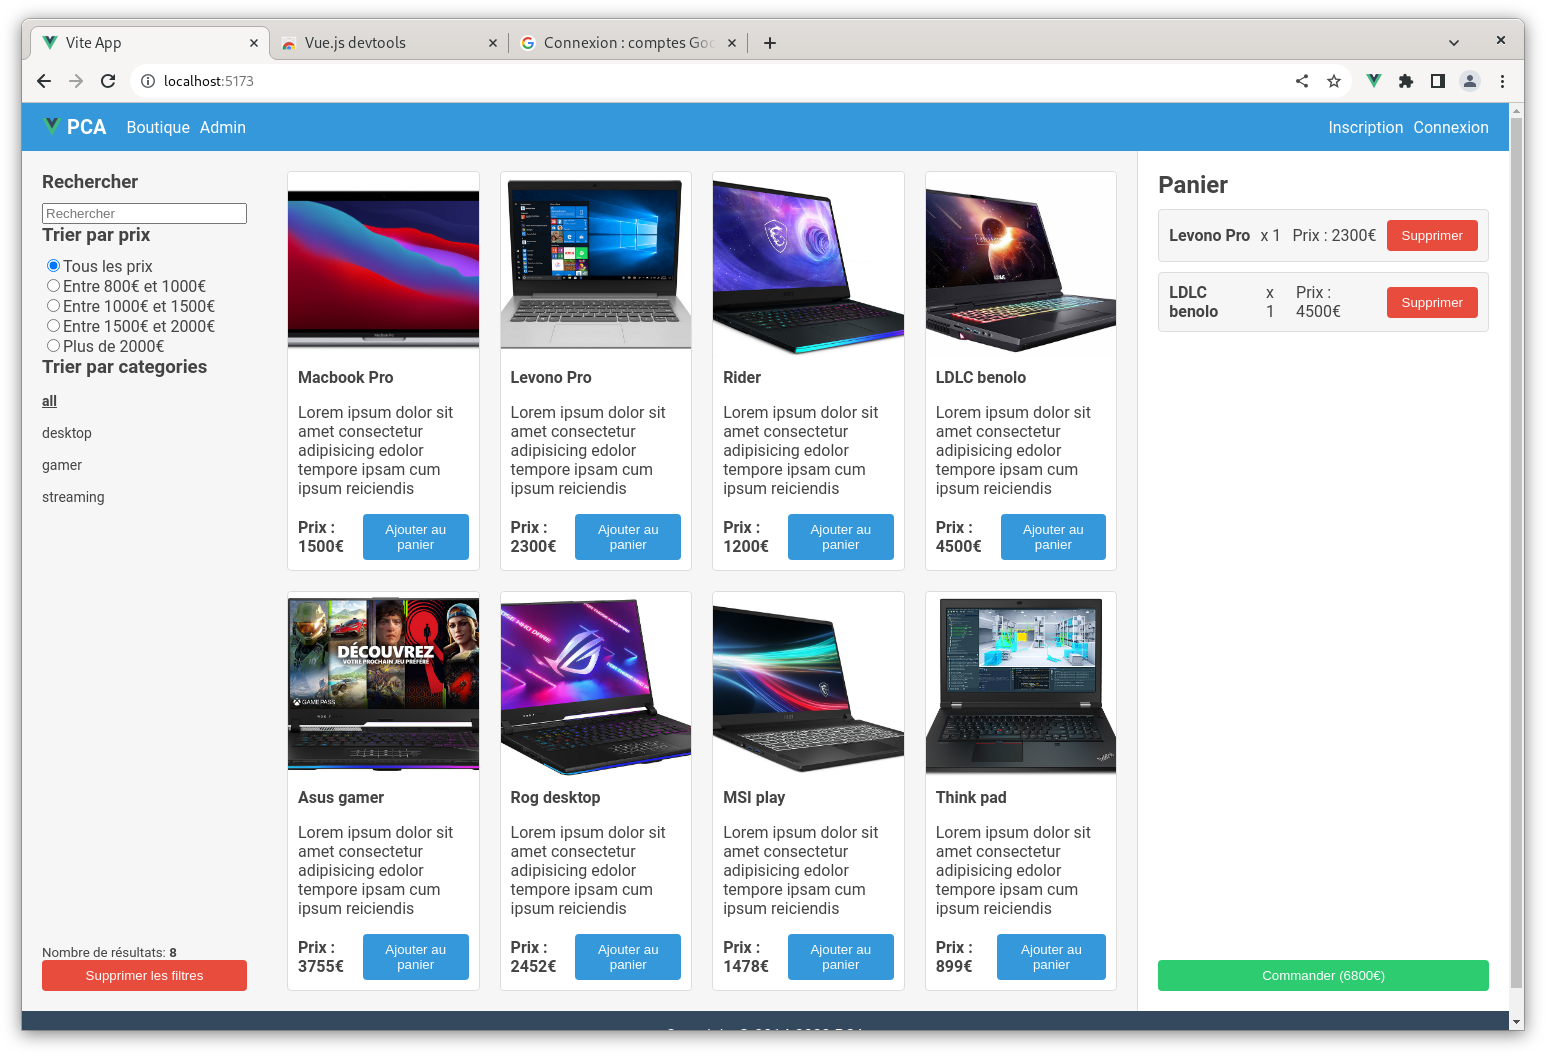 Vite App
Vue.js devtools
Connexion : comptes Goo
localhost:5173
PCA
Boutique
Admin
Inscription
Connexion
Rechercher
Rechercher
Trier par prix
Tous les prix
Entre 800€ et 1000€
Entre 1000€ et 1500€
Entre 1500€ et 2000€
Plus de 2000€
Trier par categories
all
desktop
gamer
streaming
Nombre de résultats: 8
Supprimer les filtres
Macbook Pro
Lorem ipsum dolor sit
amet consectetur
adipisicing edolor
tempore ipsam cum
ipsum reiciendis
Prix :
1500€
Ajouter au
panier
Levono Pro
Lorem ipsum dolor sit
amet consectetur
adipisicing edolor
tempore ipsam cum
ipsum reiciendis
Prix :
2300€
Ajouter au
panier
Rider
Lorem ipsum dolor sit
amet consectetur
adipisicing edolor
tempore ipsam cum
ipsum reiciendis
Prix :
1200€
Ajouter au
panier
LDLC benolo
Lorem ipsum dolor sit
amet consectetur
adipisicing edolor
tempore ipsam cum
ipsum reiciendis
Prix :
4500€
Ajouter au
panier
DÉCOUVREZ
VOTRE PROCHAIN JEU PRÉFÉRÉ
GAME PASS
Asus gamer
Lorem ipsum dolor sit
amet consectetur
adipisicing edolor
tempore ipsam cum
ipsum reiciendis
Prix :
3755€
Ajouter au
panier
Rog desktop
Lorem ipsum dolor sit
amet consectetur
adipisicing edolor
tempore ipsam cum
ipsum reiciendis
Prix :
2452€
Ajouter au
panier
MSI play
Lorem ipsum dolor sit
amet consectetur
adipisicing edolor
tempore ipsam cum
ipsum reiciendis
Prix :
1478€
Ajouter au
panier
Think pad
Lorem ipsum dolor sit
amet consectetur
adipisicing edolor
tempore ipsam cum
ipsum reiciendis
Prix :
899€
Ajouter au
panier
Panier
Levono Pro x 1 Prix : 2300€ Supprimer
LDLC
benolo
x
1
Prix :
4500€
Supprimer
Commander (6800€)